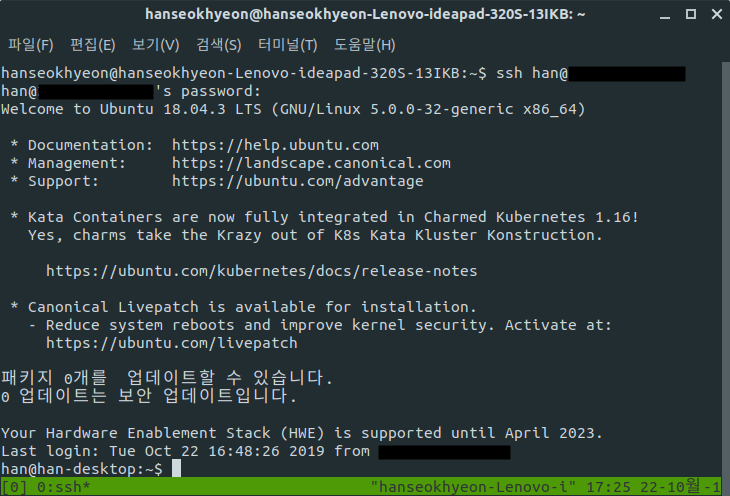 hanseokhyeon@hanseokhyeon-Lenovo-ideapad-320S-13IKB: ~
파일(F) 편집(E) 보기(V) 검색(S) 터미널(T) 도움말(H)
hanseokhyeon@hanseokhyeon-Lenovo-ideapad-320S-13IKB:~$ ssh han@
han@ 's password:
Welcome to Ubuntu 18.04.3 LTS (GNU/Linux 5.0.0-32-generic x86_64)
* Documentation: https://help.ubuntu.com
* Management: https://landscape.canonical.com
* Support: https://ubuntu.com/advantage
* Kata Containers are now fully integrated in Charmed Kubernetes 1.16!
Yes, charms take the Krazy out of K8s Kata Kluster Konstruction.
https://ubuntu.com/kubernetes/docs/release-notes
* Canonical Livepatch is available for installation.
- Reduce system reboots and improve kernel security. Activate at:
https://ubuntu.com/livepatch
패키지 0개를 업데이트할 수 있습니다.
0 업데이트는 보안 업데이트입니다.
Your Hardware Enablement Stack (HWE) is supported until April 2023.
Last login: Tue Oct 22 16:48:26 2019 from
han@han-desktop:~$
[0] 0:ssh* "hanseokhyeon-Lenovo-i" 17:25 22-10월-1